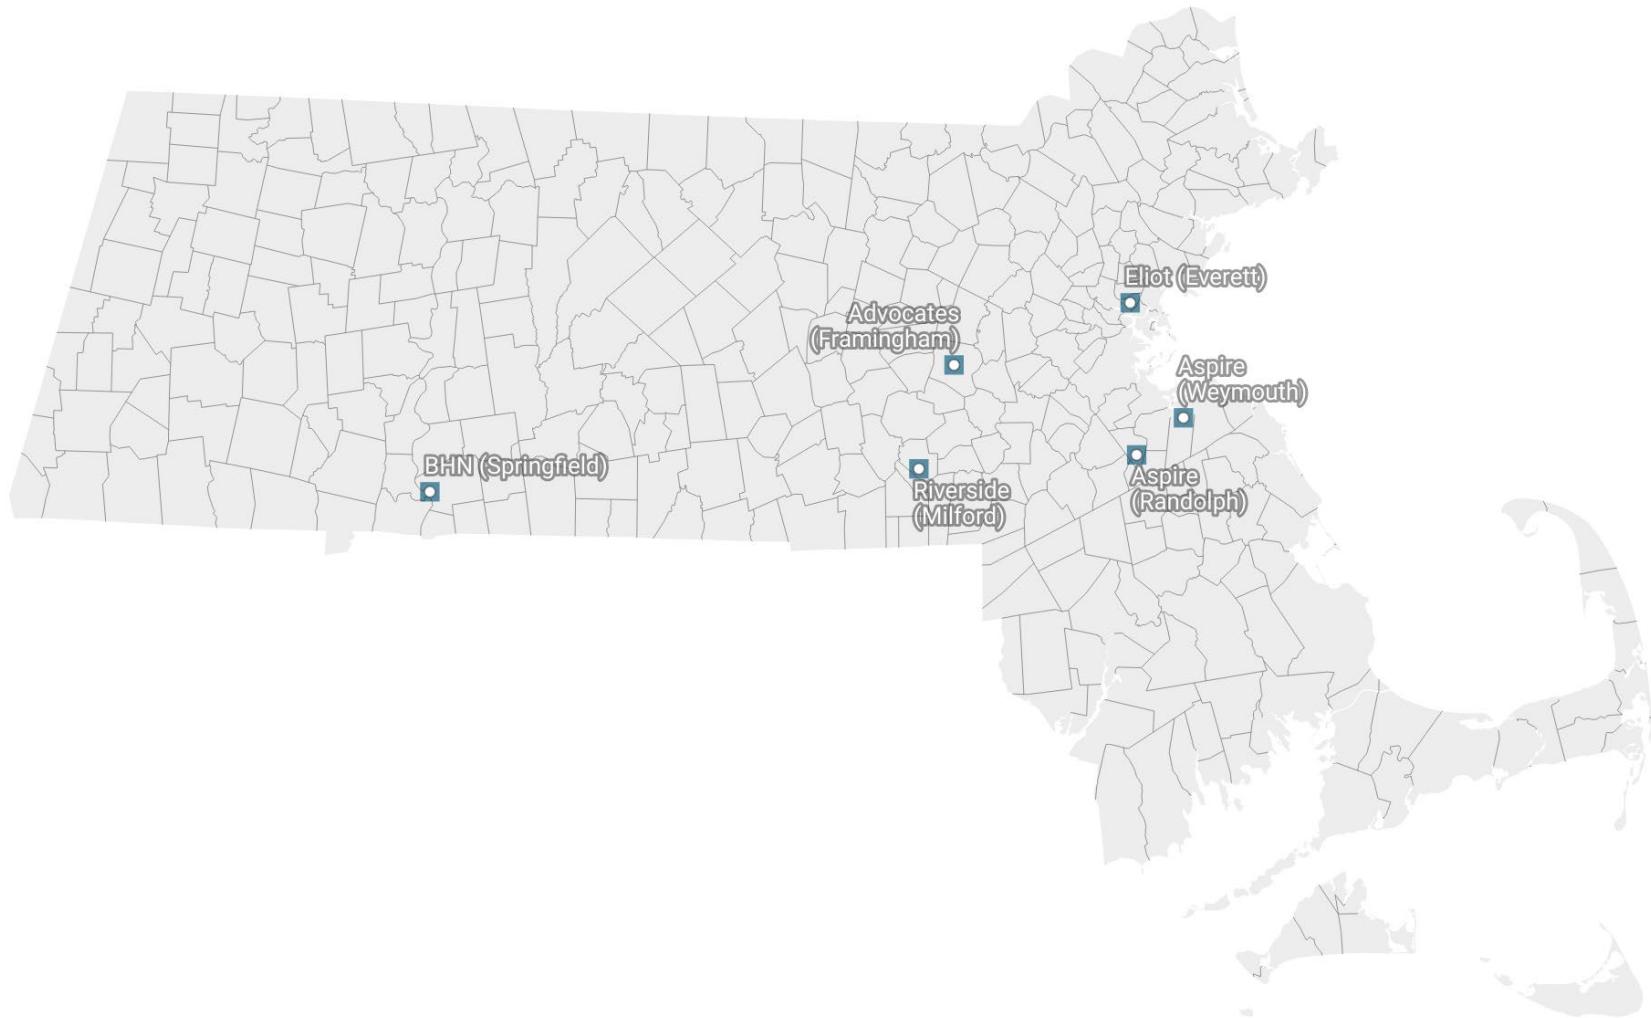 Eliot (Everett)
Advocates
(Framingham)
Aspire
(Weymouth)
BHN (Springfield)
Riverside
(Milford)
Aspire
(Randolph)